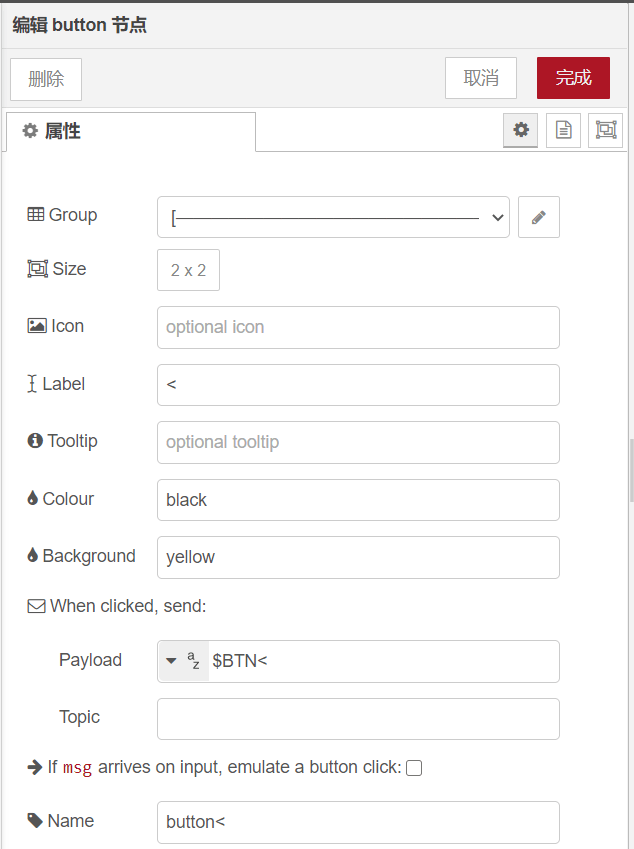 编辑 button 节点
删除
取消
完成
属性
Group
[————————————————
Size
2 x 2
Icon
optional icon
Label
<
Tooltip
optional tooltip
Colour
black
Background
yellow
When clicked, send:
Payload
az
$BTN<
Topic
If msg arrives on input, emulate a button click:
Name
button<